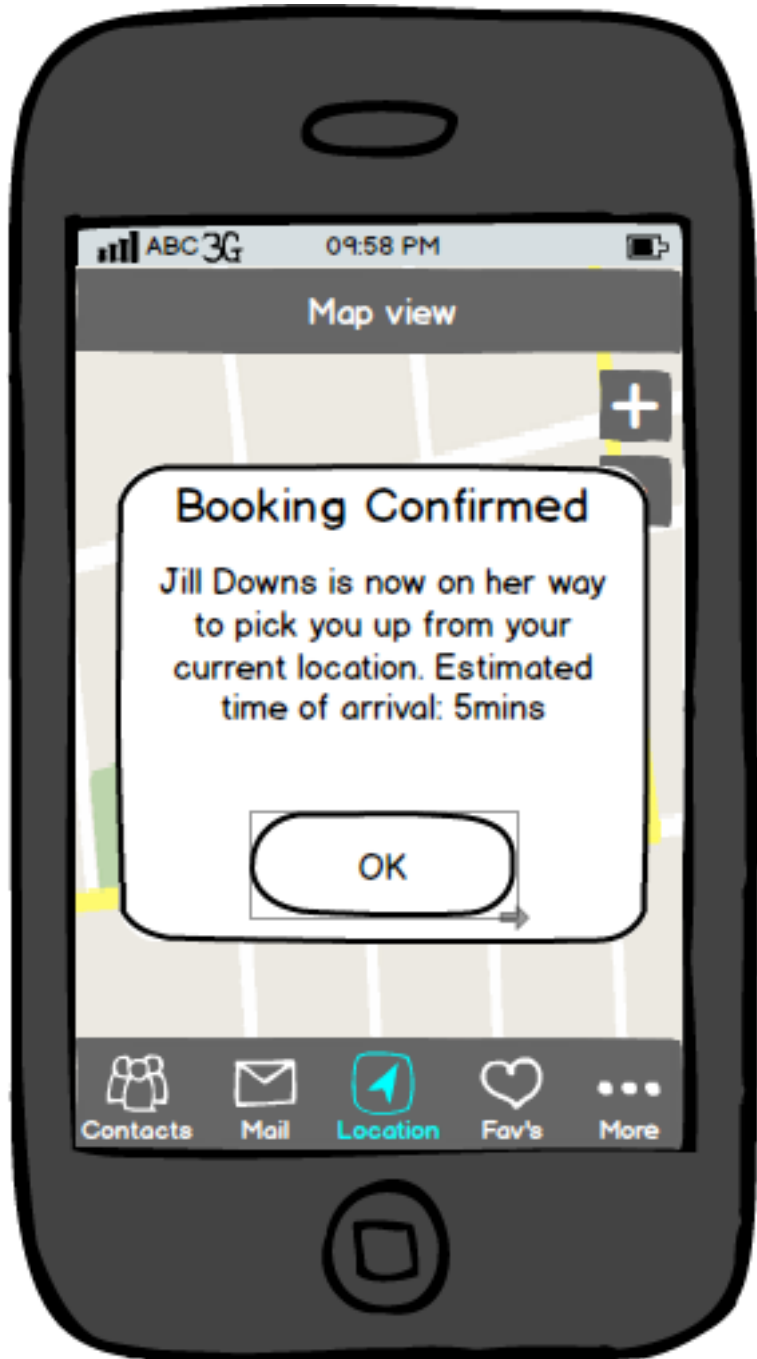 ABC 3G 09:58 PM
Map view
Booking Confirmed
Jill Downs is now on her way
to pick you up from your
current location. Estimated
time of arrival: 5mins
OK
Contacts Mail Location Fav's More